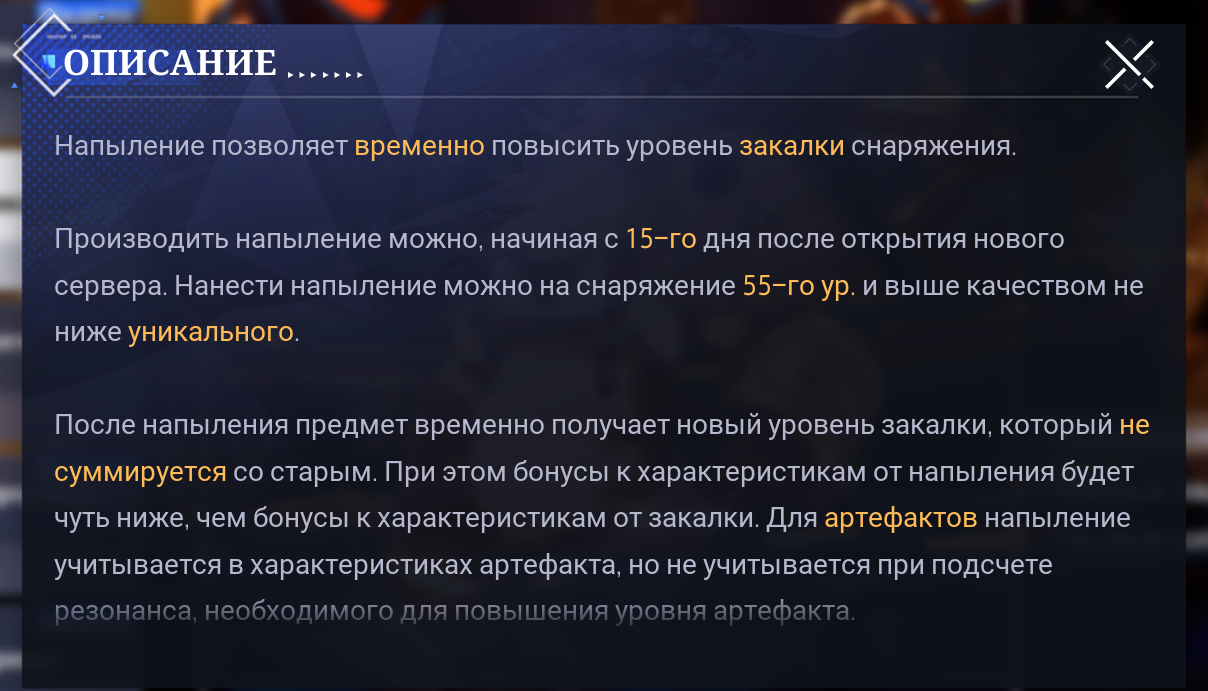 ОПИСАНИЕ
Напыление позволяет временно повысить уровень закалки снаряжения.
Производить напыление можно, начиная с 15-го дня после открытия нового
сервера. Нанести напыление можно на снаряжение 55-го ур. и выше качеством не
ниже уникального.
После напыления предмет временно получает новый уровень закалки, который не
суммируется со старым. При этом бонусы к характеристикам от напыления будет
чуть ниже, чем бонусы к характеристикам от закалки. Для артефактов напыление
учитывается в характеристиках артефакта, но не учитывается при подсчете
резонанса, необходимого для повышения уровня артефакта.